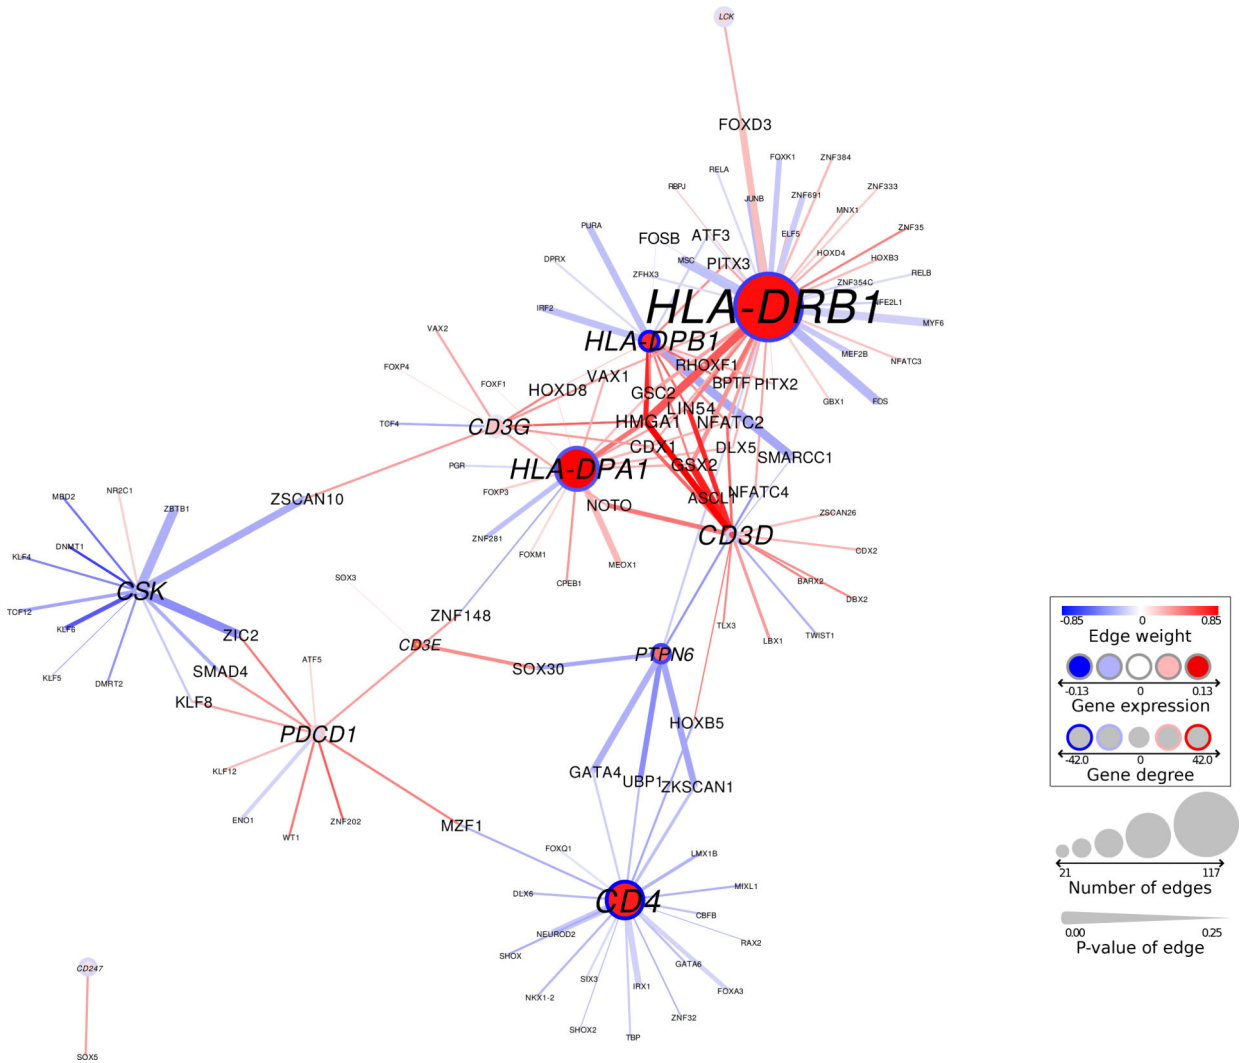 LCK
FOXD3
FOXK1
ZNF384
RELA
RBPJ
JUNB
ZNF691
ZNF333
MNX1
PURA
FOSB
ATF3
ELF5
ZNF35
DPRX
MSC
PITX3
HOXD4
HOXB3
ZFHX3
ZNF354C
RELB
IRF2
HLA-DRB1
NFE2L1
MYF6
VAX2
HLA-DPB1
MEF2B
NFATC3
FOXP4
RHOXF1
FOXF1
VAX1
BPTF
PITX2
HOXD8
GSC2
GBX1
FOS
LIN54
TCF4
CD3G
HMGA1
NFATC2
CDX1
DLX5
SMARCC1
PGR
HLA-DPA1
GSX2
FOXP3
NFATC4
MBD2
NR2C1
ZSCAN10
ASCL1
ZBTB1
NOTO
ZSCAN26
ZNF281
CD3D
DNMT1
KLF4
FOXM1
MEOX1
CDX2
SOX3
CPEB1
BARX2
CSK
DBX2
TCF12
ZNF148
KLF6
TLX3
TWIST1
ZIC2
CD3E
LBX1
PTPN6
ATF5
SMAD4
SOX30
KLF5
DMRT2
KLF8
HOXB5
PDCD1
KLF12
GATA4
UBP1
ZKSCAN1
ENO1
ZNF202
MZF1
WT1
FOXQ1
LMX1B
DLX6
MIXL1
CD4
CBFB
NEUROD2
RAX2
SHOX
CD247
GATA6
SIX3
IRX1
FOXA3
NKX1-2
ZNF32
SHOX2
TBP
SOX5
-0.85 0 0.85
Edge weight
-0.13 0 0.13
Gene expression
-42.0 0 42.0
Gene degree
21 117
Number of edges
0.00 0.25
P-value of edge